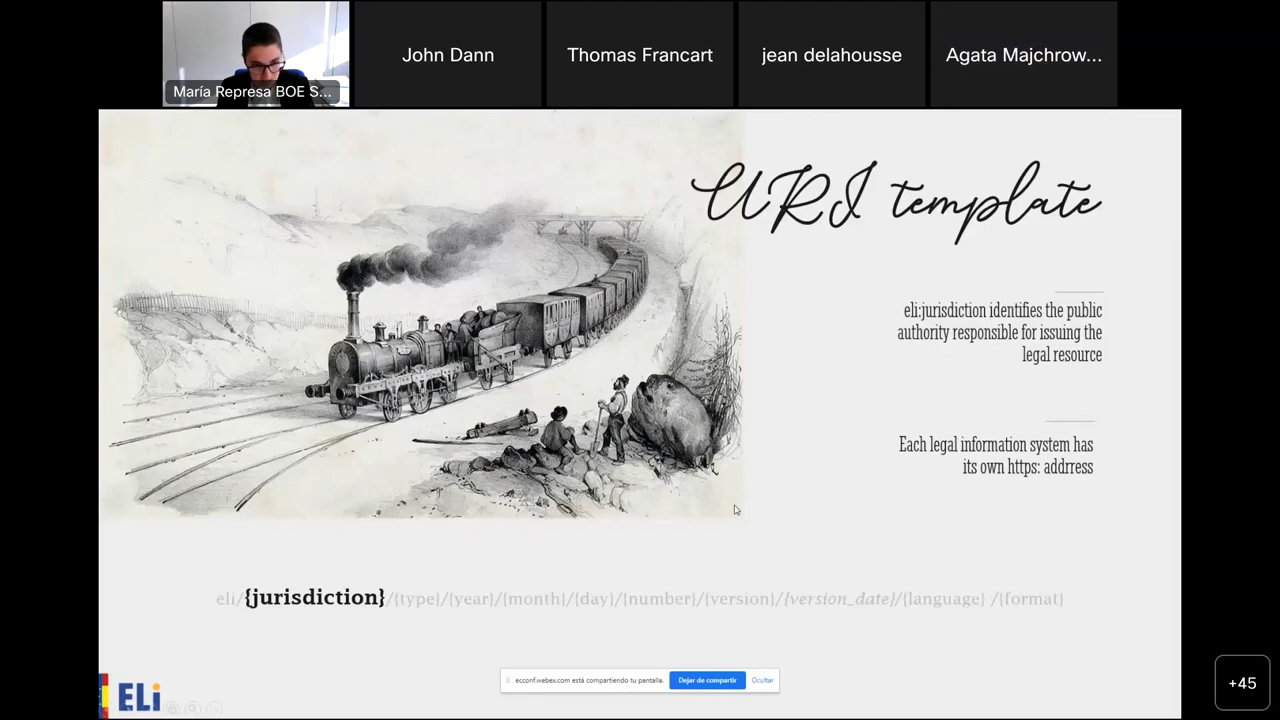 María Represa BOE S...
John Dann
Thomas Francart
jean delahousse
Agata Majchrow...
URI template
eli:jurisdiction identifies the public
authority responsible for issuing the
legal resource
Each legal information system has
its own https: addrress
eli/{jurisdiction}/{type}/{year}/{month}/{day}/{number}/{version}/{version_date}/{language} /{format}
ecconf.webex.com está compartiendo tu pantalla.
Dejar de compartir
Ocultar
+45
ELi